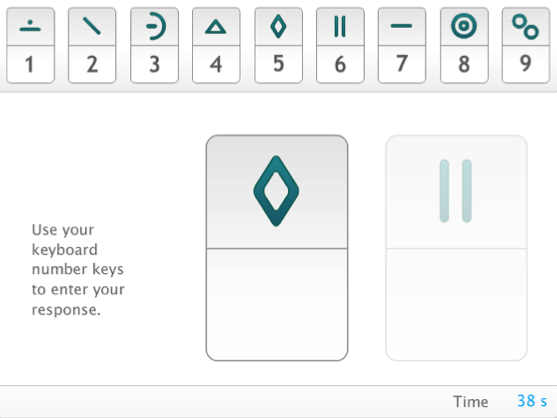 1 2 3 4 5 6 7 8 9
Use your
keyboard
number keys
to enter your
response.
Time 38 s